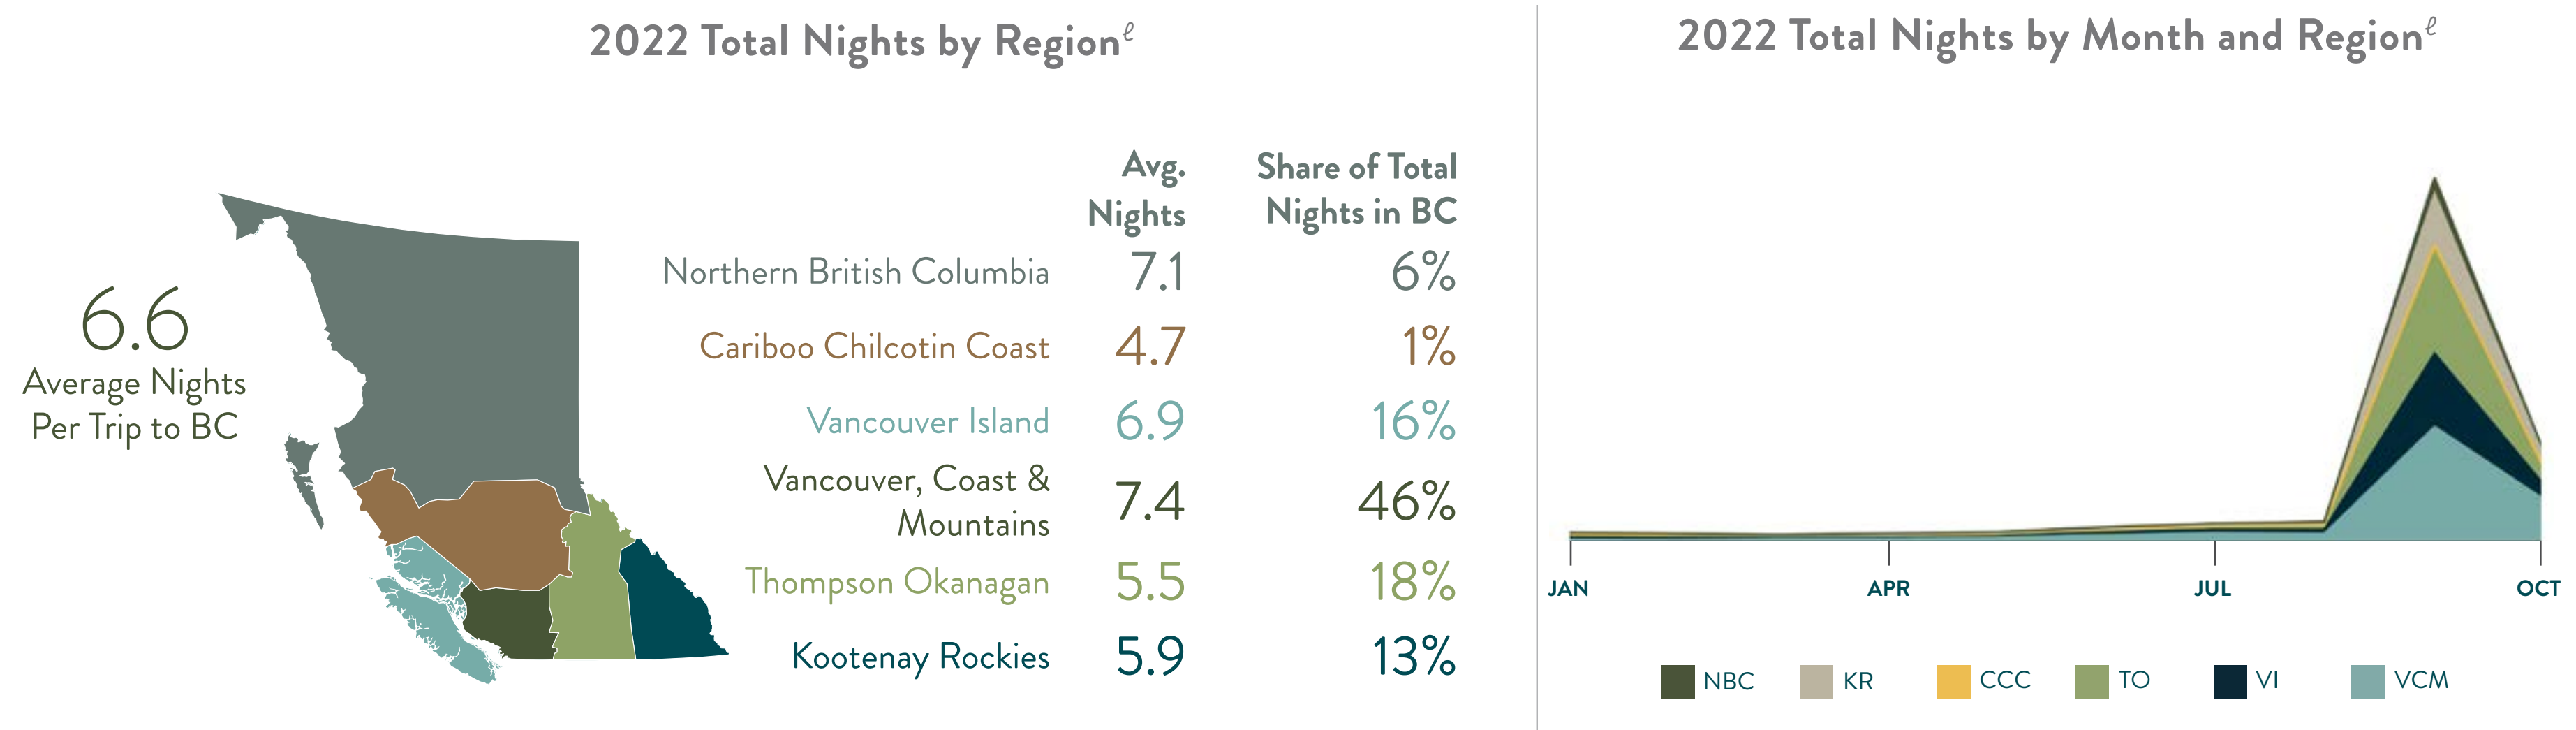 2022 Total Nights by Regionℓ
6.6
Average Nights
Per Trip to BC
Avg.
Nights
Share of Total
Nights in BC
Northern British Columbia 7.1 6%
Cariboo Chilcotin Coast 4.7 1%
Vancouver Island 6.9 16%
Vancouver, Coast &
Mountains 7.4 46%
Thompson Okanagan 5.5 18%
Kootenay Rockies 5.9 13%
2022 Total Nights by Month and Regionℓ
JAN APR JUL OCT
NBC KR CCC TO VI VCM